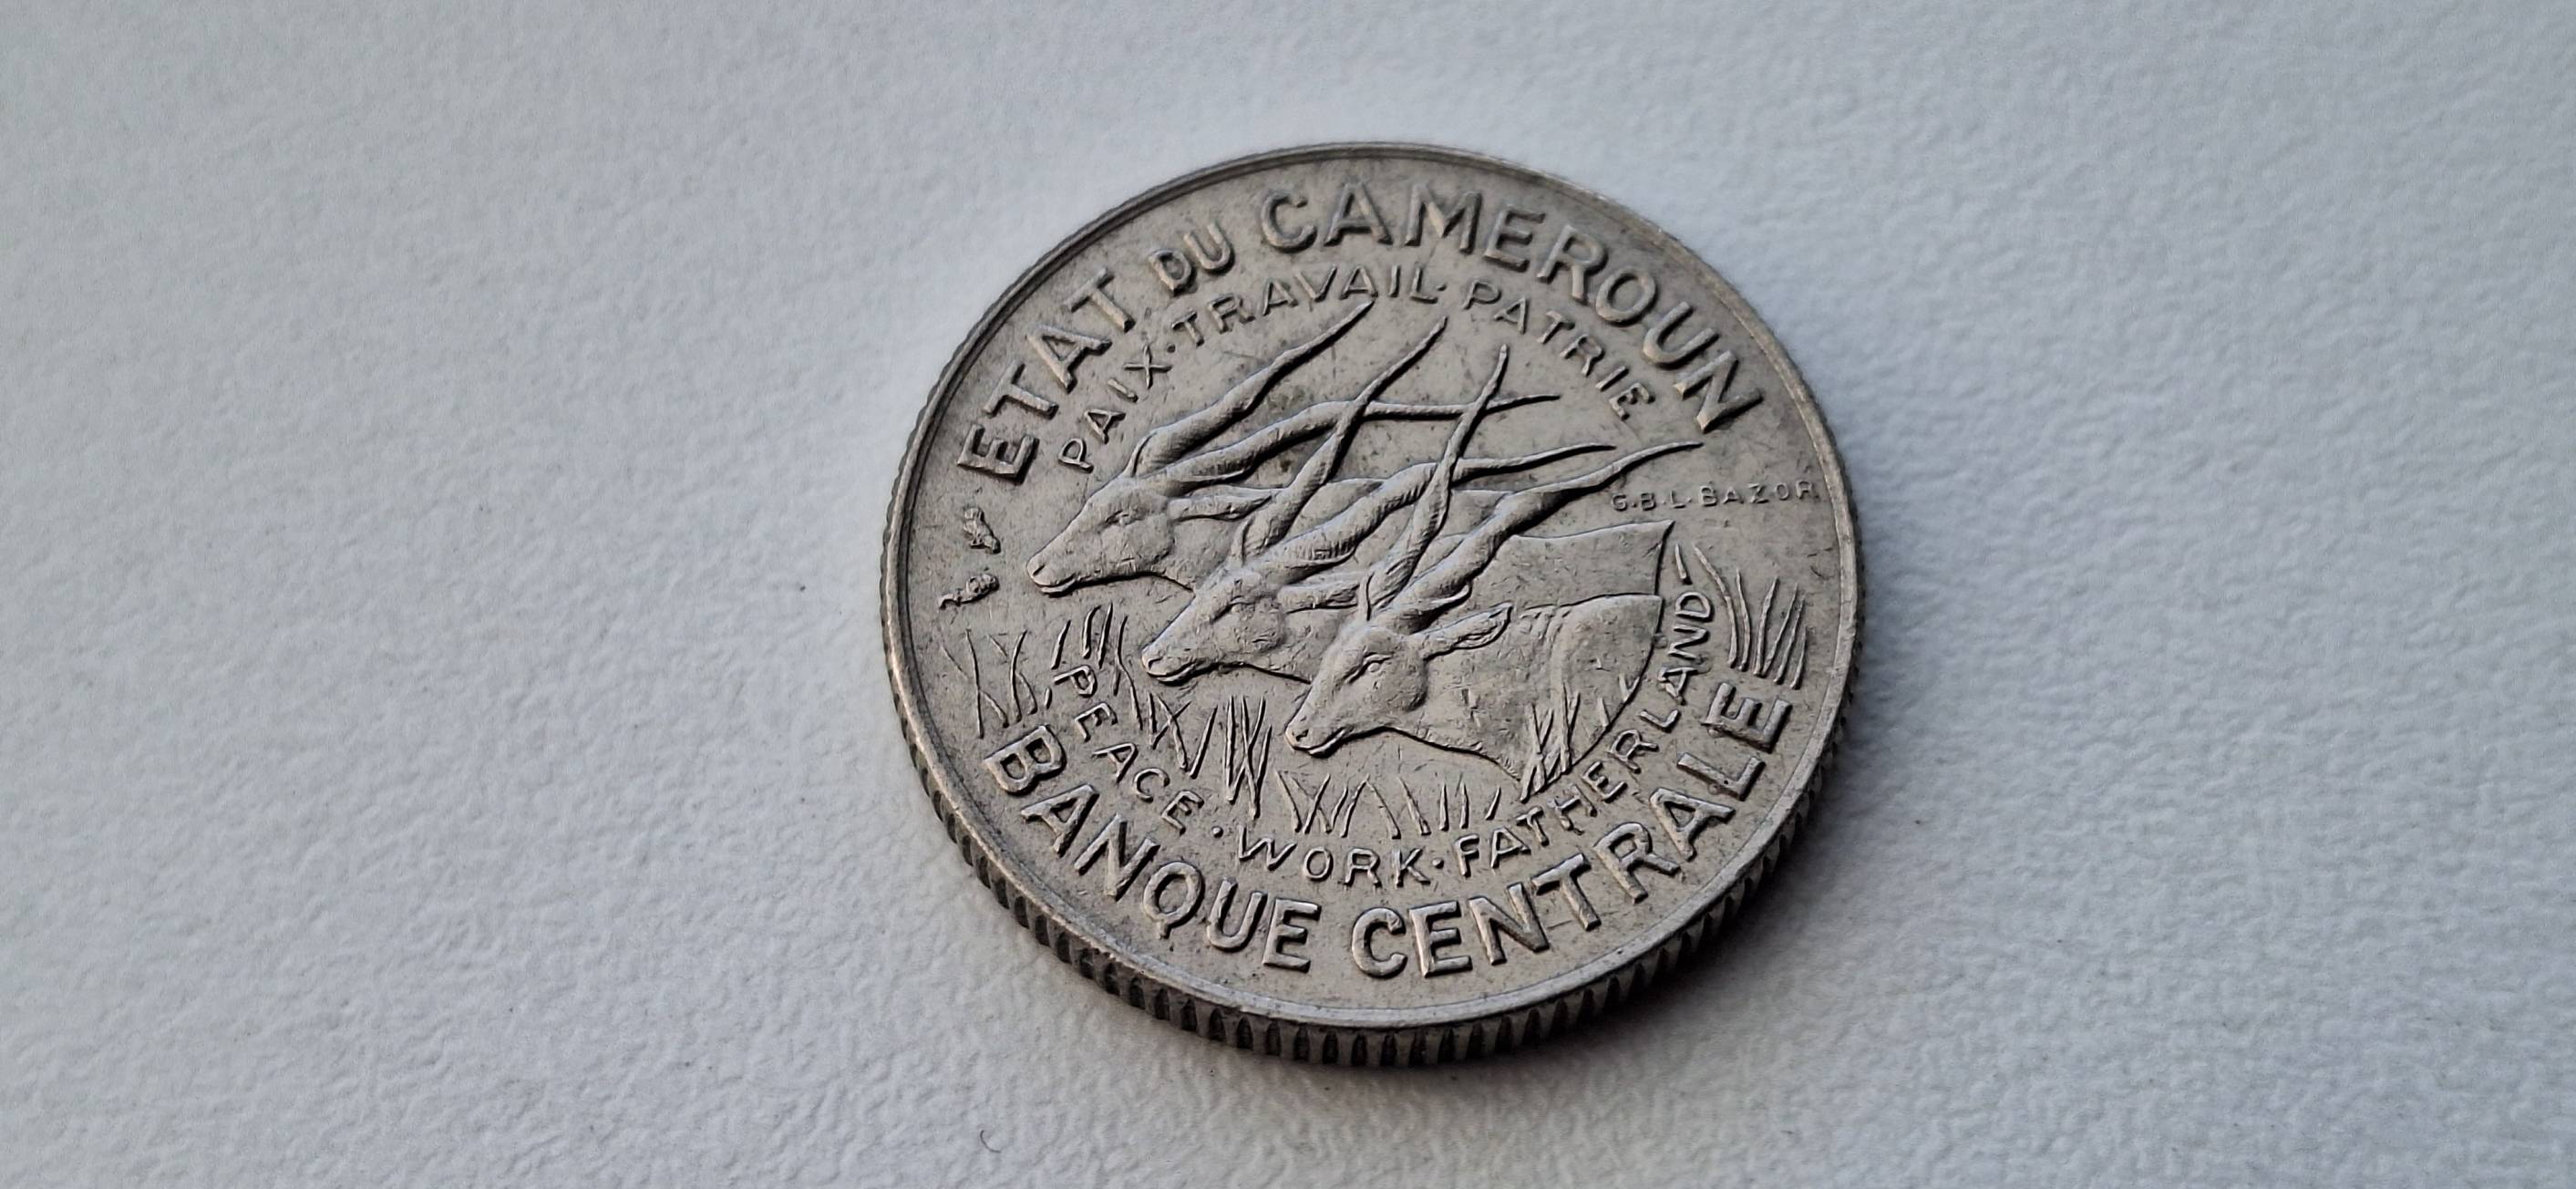 ETAT DU CAMEROUN
PAIX·TRAVAIL·PATRIE
G.B.L.BAZOR
PEACE·WORK·FATHERLAND-
BANQUE CENTRALE